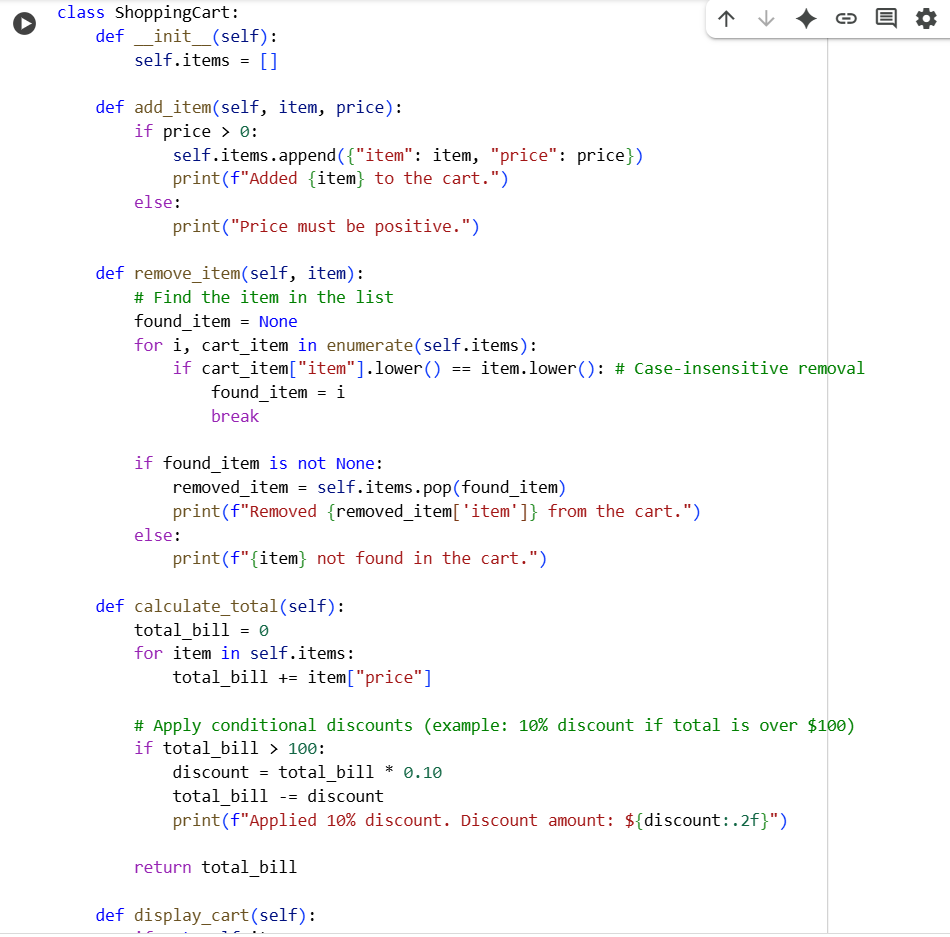 class ShoppingCart:
    def __init__(self):
        self.items = []

    def add_item(self, item, price):
        if price > 0:
            self.items.append({"item": item, "price": price})
            print(f"Added {item} to the cart.")
        else:
            print("Price must be positive.")

    def remove_item(self, item):
        # Find the item in the list
        found_item = None
        for i, cart_item in enumerate(self.items):
            if cart_item["item"].lower() == item.lower(): # Case-insensitive removal
                found_item = i
                break

        if found_item is not None:
            removed_item = self.items.pop(found_item)
            print(f"Removed {removed_item['item']} from the cart.")
        else:
            print(f"{item} not found in the cart.")

    def calculate_total(self):
        total_bill = 0
        for item in self.items:
            total_bill += item["price"]

        # Apply conditional discounts (example: 10% discount if total is over $100)
        if total_bill > 100:
            discount = total_bill * 0.10
            total_bill -= discount
            print(f"Applied 10% discount. Discount amount: ${discount:.2f}")

        return total_bill

    def display_cart(self):